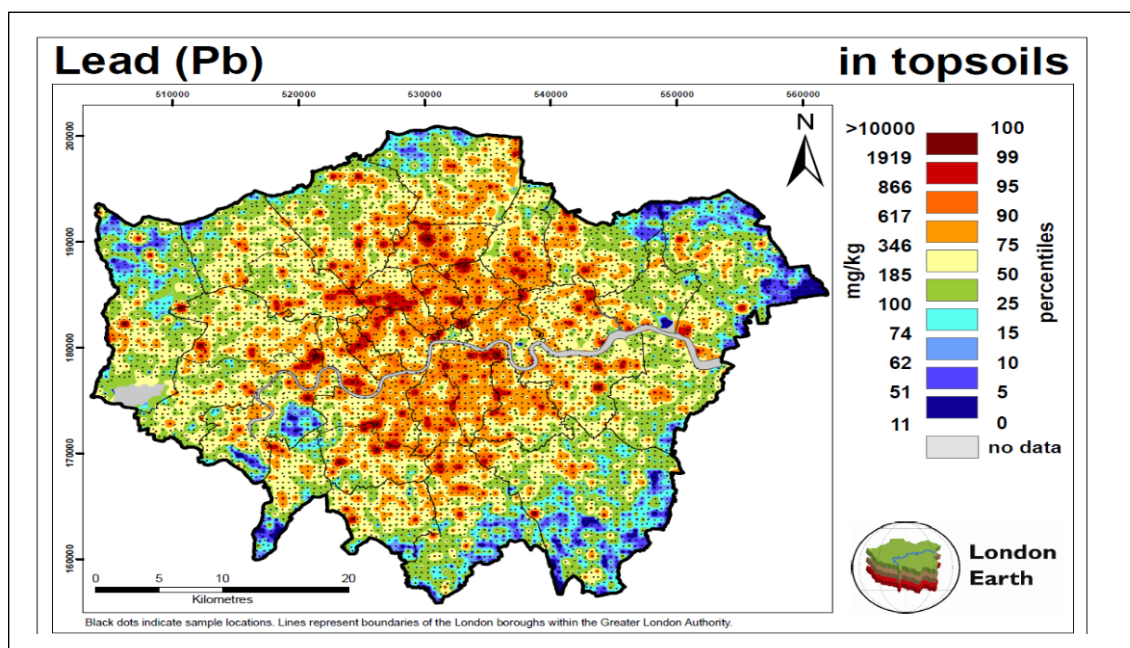 Lead (Pb)
in topsoils
510000 520000 530000 540000 550000 560000
200000
190000
180000
170000
160000
N
>10000 100
1919 99
866 95
617 90
346 75
185 50
100 25
74 15
62 10
51 5
11 0
no data
mg/kg
percentiles
0 5 10 20
Kilometres
London
Earth
Black dots indicate sample locations. Lines represent boundaries of the London boroughs within the Greater London Authority.